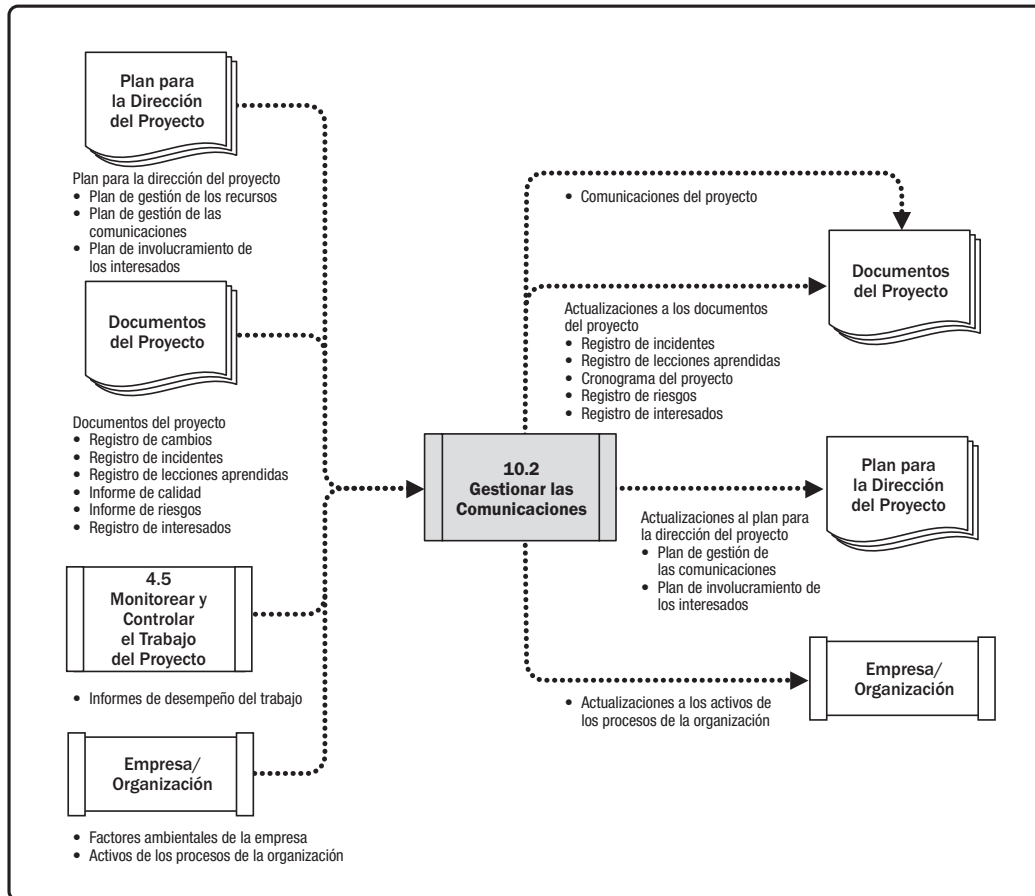 Plan para
la Dirección
del Proyecto
Plan para la dirección del proyecto
• Plan de gestión de los recursos
• Plan de gestión de las
comunicaciones
• Plan de involucramiento de
los interesados
Documentos
del Proyecto
Documentos del proyecto
• Registro de cambios
• Registro de incidentes
• Registro de lecciones aprendidas
• Informe de calidad
• Informe de riesgos
• Registro de interesados
4.5
Monitorear y
Controlar
el Trabajo
del Proyecto
• Informes de desempeño del trabajo
Empresa/
Organización
• Factores ambientales de la empresa
• Activos de los procesos de la organización
10.2
Gestionar las
Comunicaciones
• Comunicaciones del proyecto
Documentos
del Proyecto
Actualizaciones a los documentos
del proyecto
• Registro de incidentes
• Registro de lecciones aprendidas
• Cronograma del proyecto
• Registro de riesgos
• Registro de interesados
Plan para
la Dirección
del Proyecto
Actualizaciones al plan para
la dirección del proyecto
• Plan de gestión de
las comunicaciones
• Plan de involucramiento de
los interesados
Empresa/
Organización
• Actualizaciones a los activos de
los procesos de la organización